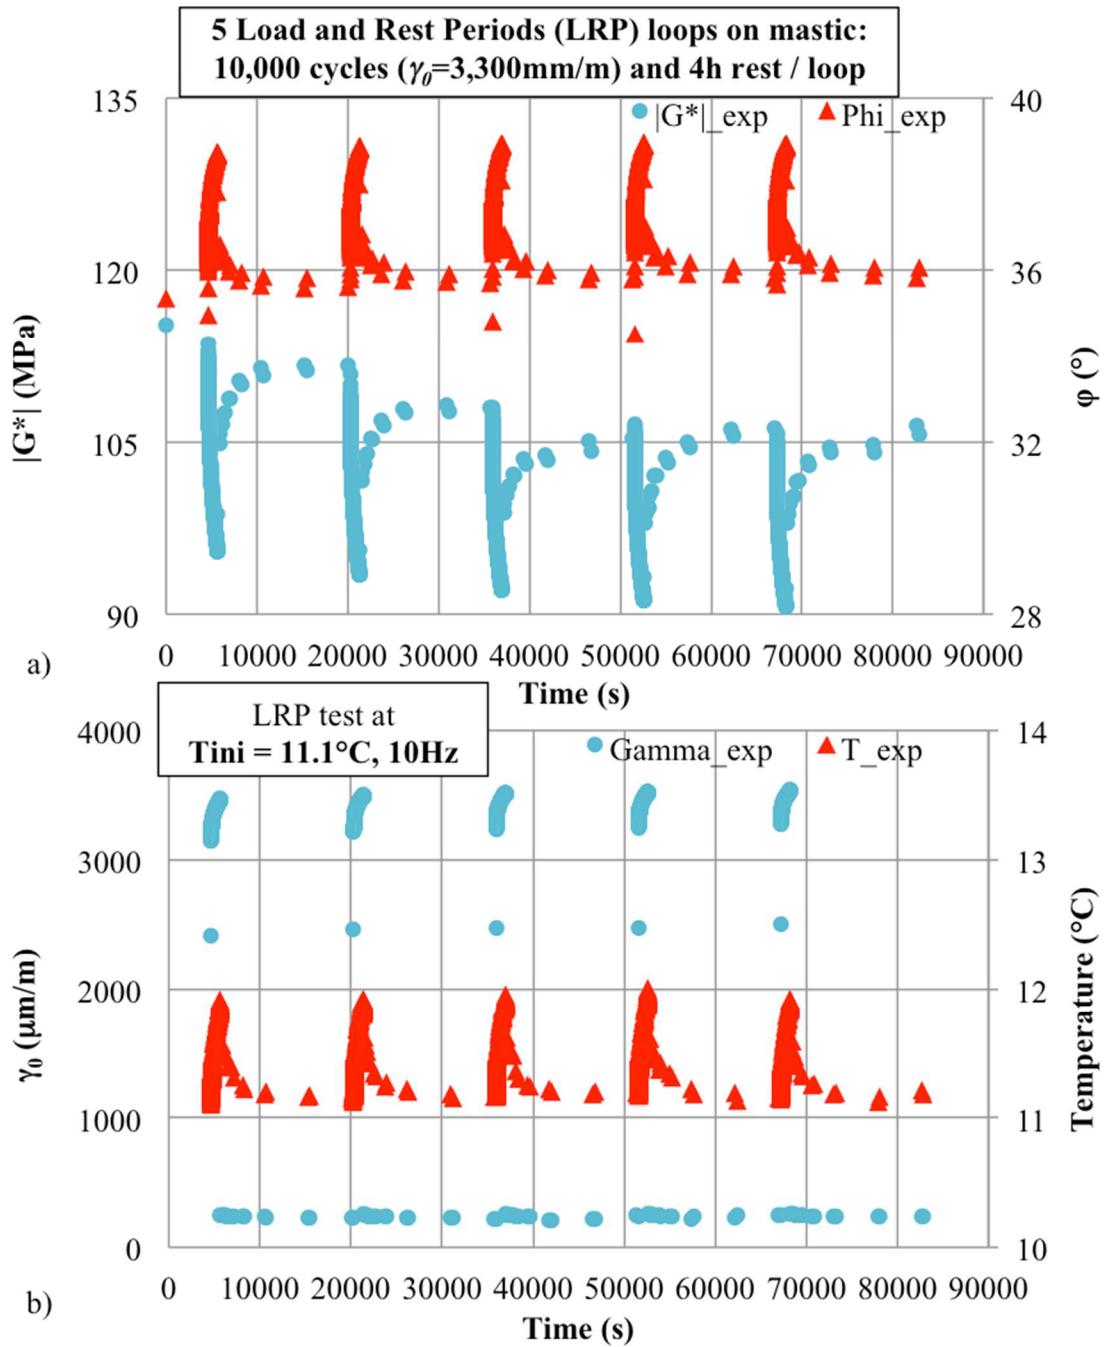 5 Load and Rest Periods (LRP) loops on mastic:
10,000 cycles (γ0=3,300mm/m) and 4h rest / loop
135
40
|G*|_exp
Phi_exp
120
36
|G*| (MPa)
φ (°)
105
32
90
28
a)
0 10000 20000 30000 40000 50000 60000 70000 80000 90000
Time (s)
LRP test at
Tini = 11.1°C, 10Hz
4000
14
Gamma_exp
T_exp
3000
13
γ0 (µm/m)
Temperature (°C)
2000
12
1000
11
0
10
b)
0 10000 20000 30000 40000 50000 60000 70000 80000 90000
Time (s)